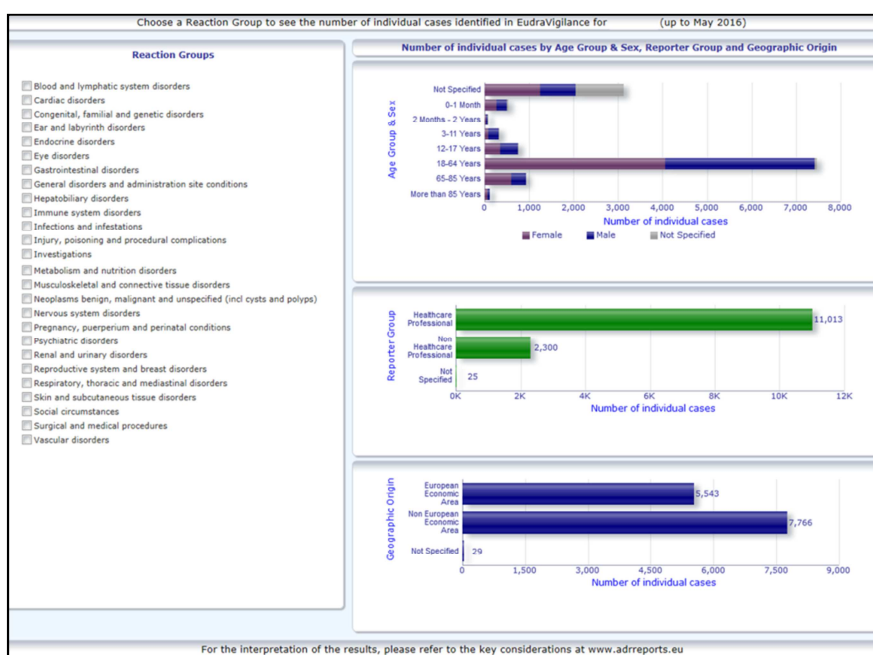 Choose a Reaction Group to see the number of individual cases identified in EudraVigilance for (up to May 2016)
Reaction Groups
Blood and lymphatic system disorders
Cardiac disorders
Congenital, familial and genetic disorders
Ear and labyrinth disorders
Endocrine disorders
Eye disorders
Gastrointestinal disorders
General disorders and administration site conditions
Hepatobiliary disorders
Immune system disorders
Infections and infestations
Injury, poisoning and procedural complications
Investigations
Metabolism and nutrition disorders
Musculoskeletal and connective tissue disorders
Neoplasms benign, malignant and unspecified (incl cysts and polyps)
Nervous system disorders
Pregnancy, puerperium and perinatal conditions
Psychiatric disorders
Renal and urinary disorders
Reproductive system and breast disorders
Respiratory, thoracic and mediastinal disorders
Skin and subcutaneous tissue disorders
Social circumstances
Surgical and medical procedures
Vascular disorders
Number of individual cases by Age Group & Sex, Reporter Group and Geographic Origin
Age Group & Sex
Not Specified
0-1 Month
2 Months - 2 Years
3-11 Years
12-17 Years
18-64 Years
65-85 Years
More than 85 Years
0 1,000 2,000 3,000 4,000 5,000 6,000 7,000 8,000
Number of individual cases
Female Male Not Specified
Reporter Group
Healthcare
Professional
11,013
Non
Healthcare
Professional
2,300
Not
Specified
25
0K 2K 4K 6K 8K 10K 12K
Number of individual cases
Geographic Origin
European
Economic
Area
5,543
Non European
Economic
Area
7,766
Not Specified
29
0 1,500 3,000 4,500 6,000 7,500 9,000
Number of individual cases
For the interpretation of the results, please refer to the key considerations at www.adrreports.eu